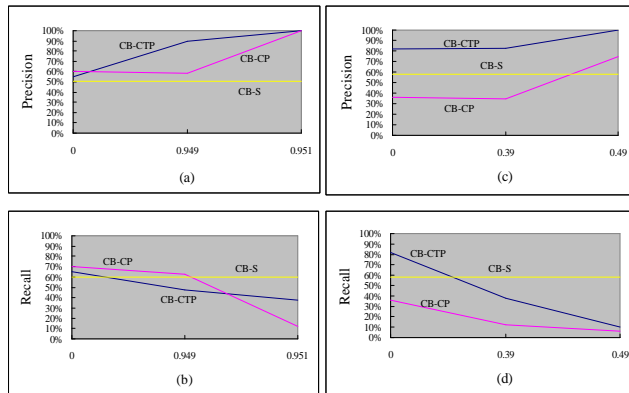 100%
90%
80%
70%
60%
50%
40%
30%
20%
10%
0%
Precision
CB-CTP
CB-CP
CB-S
0
0.949
0.951
(a)
100%
90%
80%
70%
60%
50%
40%
30%
20%
10%
0%
Precision
CB-CTP
CB-S
CB-CP
0
0.39
0.49
(c)
100%
90%
80%
70%
60%
50%
40%
30%
20%
10%
0%
Recall
CB-CP
CB-S
CB-CTP
0
0.949
0.951
(b)
100%
90%
80%
70%
60%
50%
40%
30%
20%
10%
0%
Recall
CB-CTP
CB-S
CB-CP
0
0.39
0.49
(d)